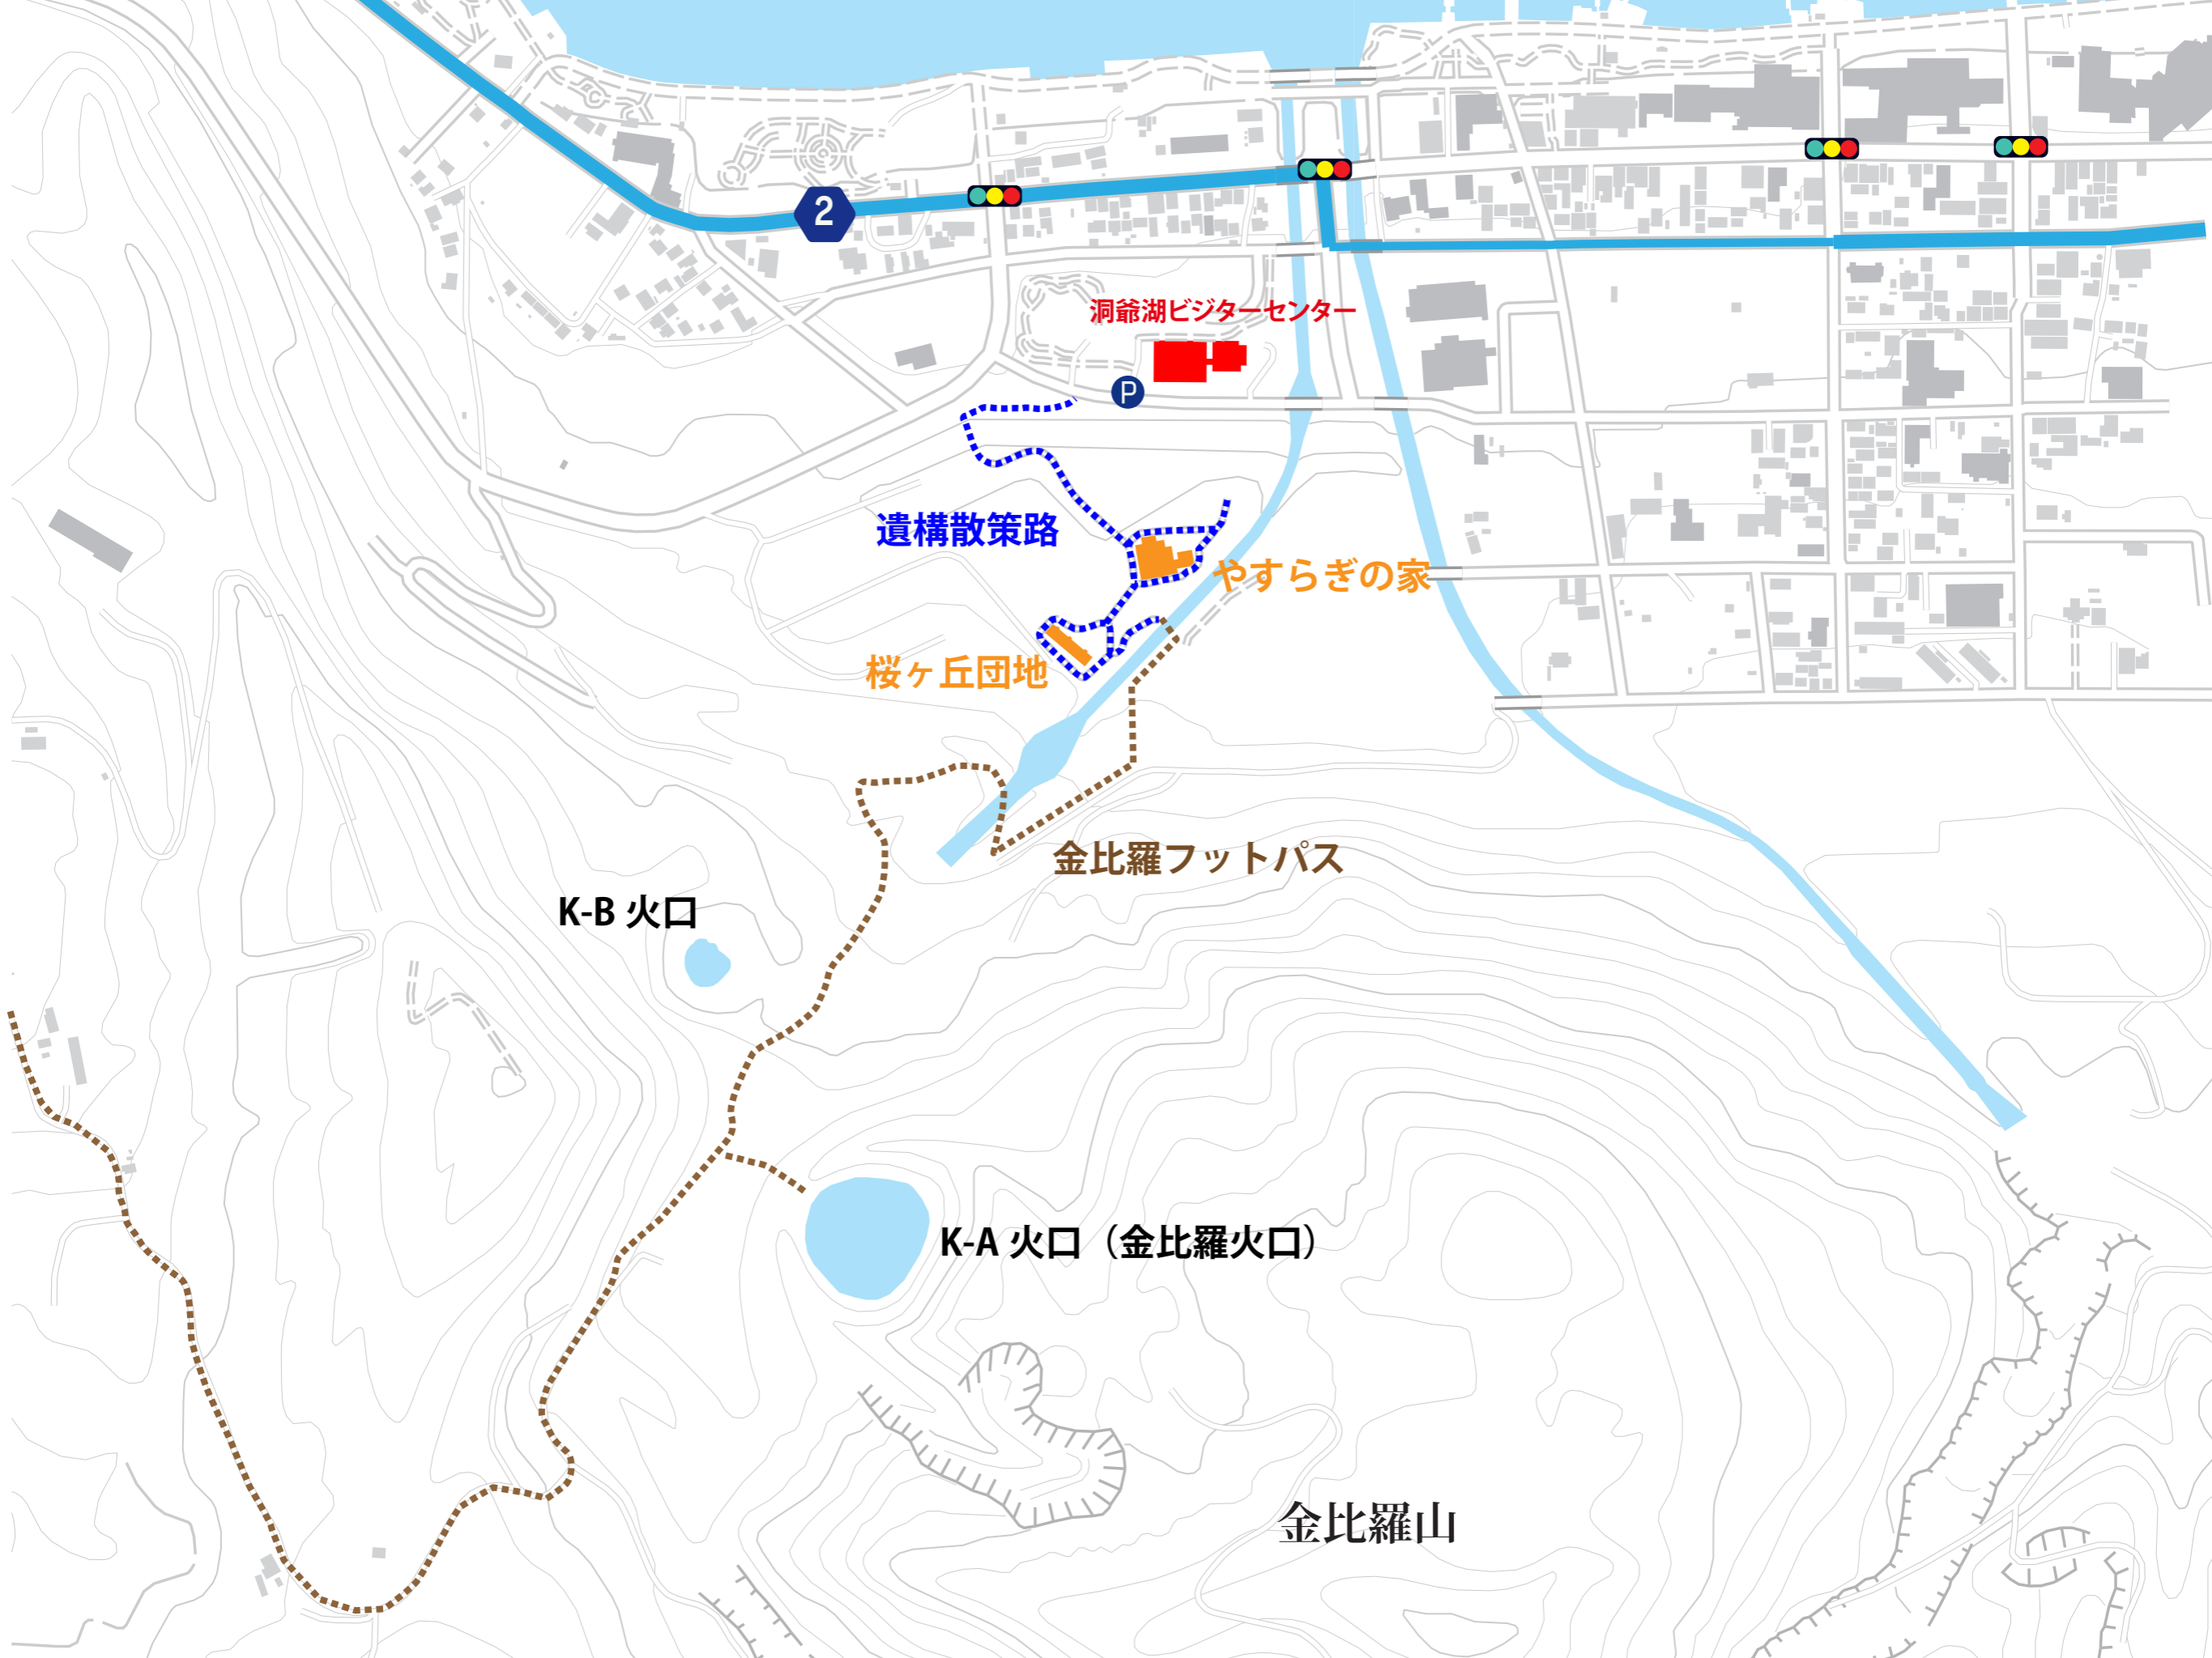 2
洞爺湖ビジターセンター
P
遺構散策路
やすらぎの家
桜ヶ丘団地
金比羅フットパス
K-B 火口
K-A 火口（金比羅火口）
金比羅山